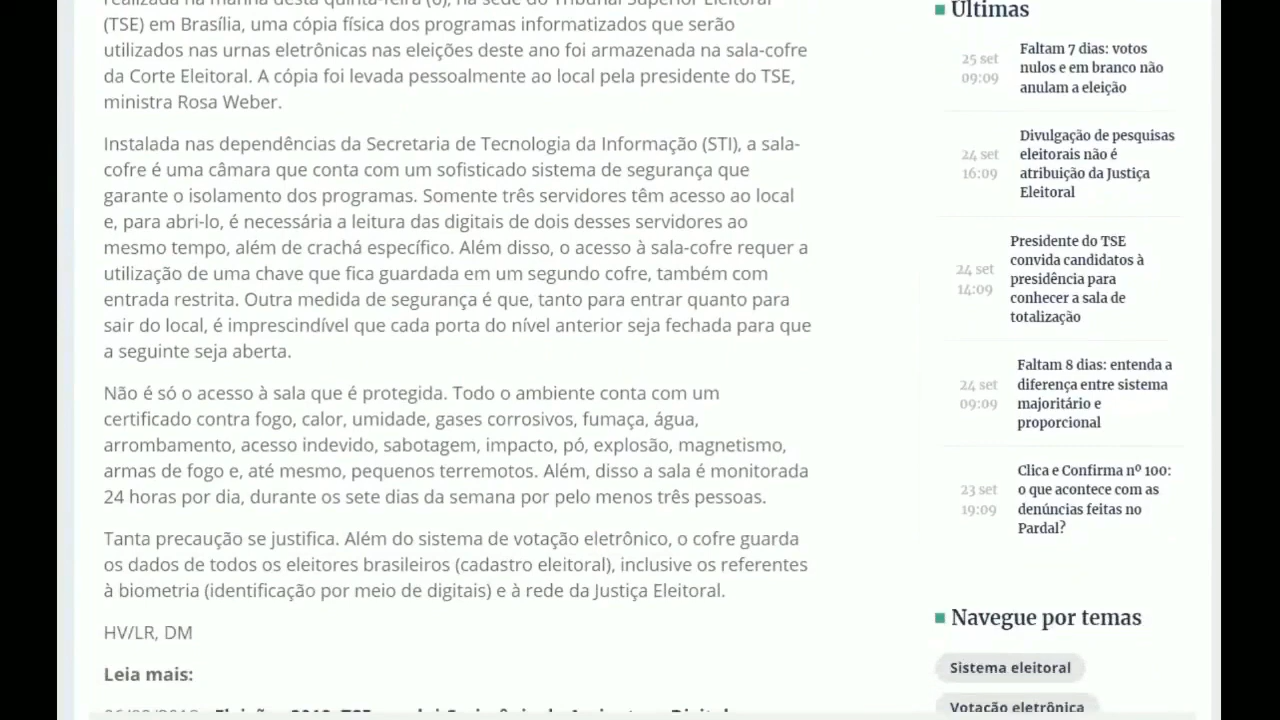 realizada na manhã desta quinta-feira (6), na sede do Tribunal Superior Eleitoral
(TSE) em Brasília, uma cópia física dos programas informatizados que serão
utilizados nas urnas eletrônicas nas eleições deste ano foi armazenada na sala-cofre
da Corte Eleitoral. A cópia foi levada pessoalmente ao local pela presidente do TSE,
ministra Rosa Weber.
Instalada nas dependências da Secretaria de Tecnologia da Informação (STI), a sala-
cofre é uma câmara que conta com um sofisticado sistema de segurança que
garante o isolamento dos programas. Somente três servidores têm acesso ao local
e, para abri-lo, é necessária a leitura das digitais de dois desses servidores ao
mesmo tempo, além de crachá específico. Além disso, o acesso à sala-cofre requer a
utilização de uma chave que fica guardada em um segundo cofre, também com
entrada restrita. Outra medida de segurança é que, tanto para entrar quanto para
sair do local, é imprescindível que cada porta do nível anterior seja fechada para que
a seguinte seja aberta.
Não é só o acesso à sala que é protegida. Todo o ambiente conta com um
certificado contra fogo, calor, umidade, gases corrosivos, fumaça, água,
arrombamento, acesso indevido, sabotagem, impacto, pó, explosão, magnetismo,
armas de fogo e, até mesmo, pequenos terremotos. Além, disso a sala é monitorada
24 horas por dia, durante os sete dias da semana por pelo menos três pessoas.
Tanta precaução se justifica. Além do sistema de votação eletrônico, o cofre guarda
os dados de todos os eleitores brasileiros (cadastro eleitoral), inclusive os referentes
à biometria (identificação por meio de digitais) e à rede da Justiça Eleitoral.
HV/LR, DM
Leia mais:
Últimas
25 set
09:09
Faltam 7 dias: votos
nulos e em branco não
anulam a eleição
24 set
16:09
Divulgação de pesquisas
eleitorais não é
atribuição da Justiça
Eleitoral
24 set
14:09
Presidente do TSE
convida candidatos à
presidência para
conhecer a sala de
totalização
24 set
09:09
Faltam 8 dias: entenda a
diferença entre sistema
majoritário e
proporcional
23 set
19:09
Clica e Confirma nº 100:
o que acontece com as
denúncias feitas no
Pardal?
Navegue por temas
Sistema eleitoral
Votação eletrônica